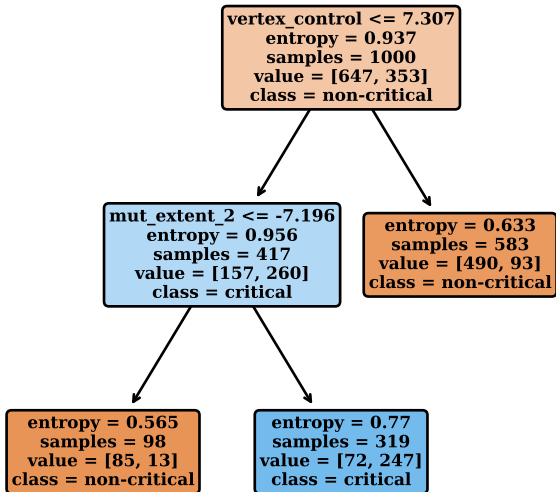 vertex_control <= 7.307
entropy = 0.937
samples = 1000
value = [647, 353]
class = non-critical
mut_extent_2 <= -7.196
entropy = 0.956
samples = 417
value = [157, 260]
class = critical
entropy = 0.633
samples = 583
value = [490, 93]
class = non-critical
entropy = 0.565
samples = 98
value = [85, 13]
class = non-critical
entropy = 0.77
samples = 319
value = [72, 247]
class = critical